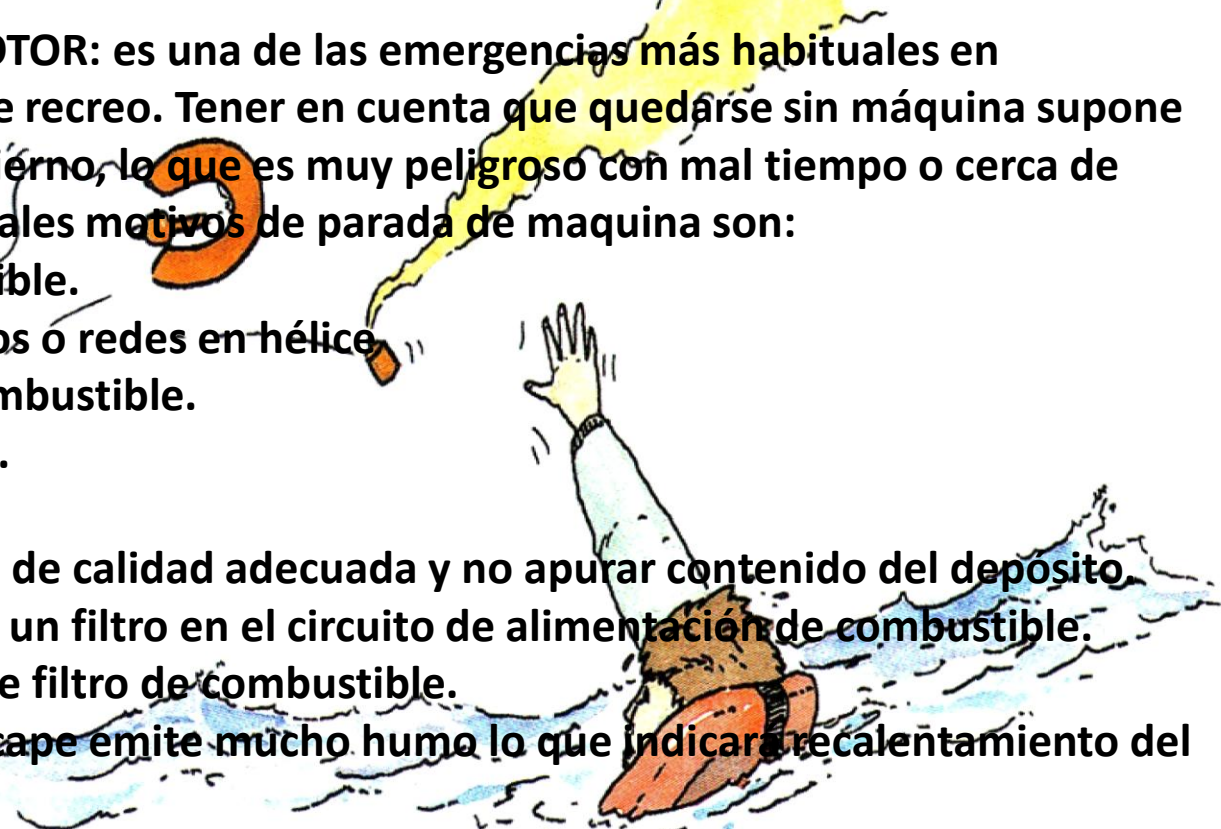 OTOR: es una de las emergencias más habituales en
e recreo. Tener en cuenta que quedarse sin máquina supone
ierno, lo que es muy peligroso con mal tiempo o cerca de
ales motivos de parada de maquina son:
ible.
os o redes en hélice
mbustible.
.
de calidad adecuada y no apurar contenido del depósito.
un filtro en el circuito de alimentación de combustible.
e filtro de combustible.
cape emite mucho humo lo que indicará recalentamiento del